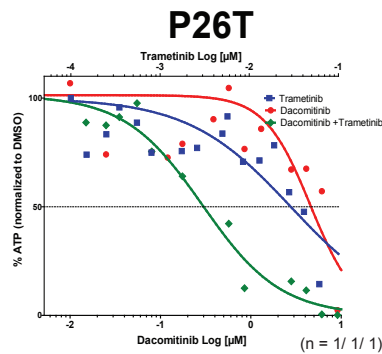 P26T
Trametinib Log [µM]
-4 -3 -2 -1
100
50
0
% ATP (normalized to DMSO)
Trametinib
Dacomitinib
Dacomitinib +Trametinib
-2 -1 0 1
Dacomitinib Log [µM]
(n = 1/ 1/ 1)